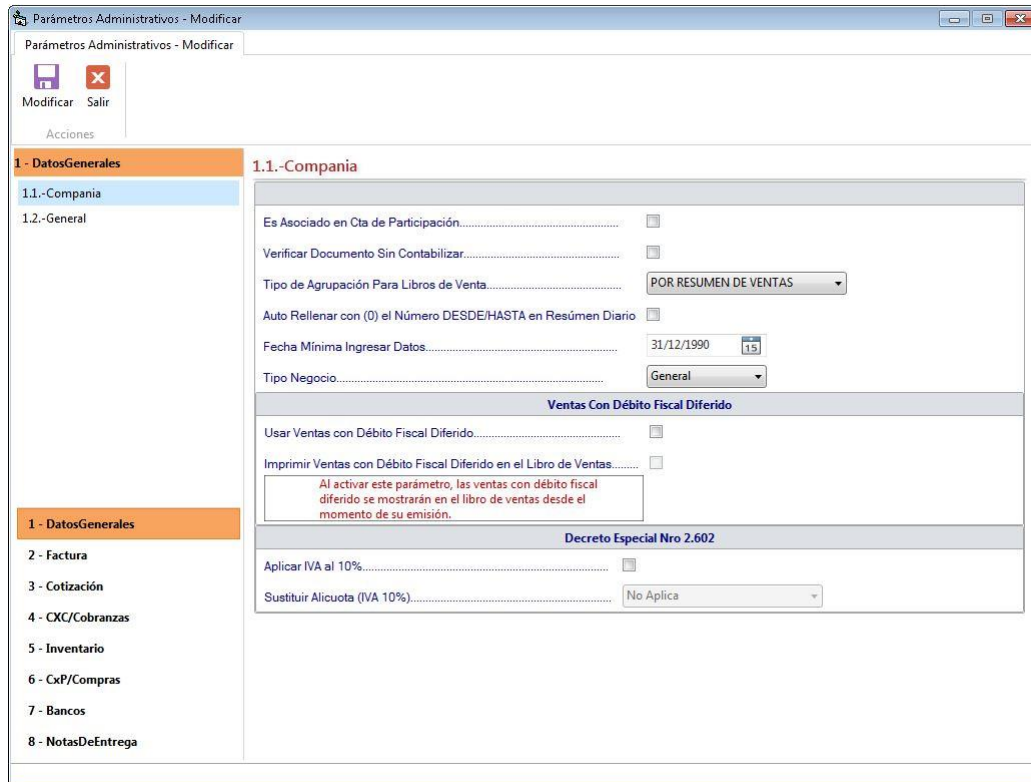 Parámetros Administrativos - Modificar
Parámetros Administrativos - Modificar
Modificar Salir
Acciones
1 - DatosGenerales
1.1.-Compania
1.2.-General
1.1.-Compania
Es Asociado en Cta de Participación
Verificar Documento Sin Contabilizar
Tipo de Agrupación Para Libros de Venta POR RESUMEN DE VENTAS
Auto Rellenar con (0) el Número DESDE/HASTA en Resúmen Diario
Fecha Mínima Ingresar Datos 31/12/1990 15
Tipo Negocio General
Ventas Con Débito Fiscal Diferido
Usar Ventas con Débito Fiscal Diferido
Imprimir Ventas con Débito Fiscal Diferido en el Libro de Ventas
Al activar este parámetro, las ventas con débito fiscal
diferido se mostrarán en el libro de ventas desde el
momento de su emisión.
Decreto Especial Nro 2.602
Aplicar IVA al 10%
Sustituir Alicuota (IVA 10%) No Aplica
1 - DatosGenerales
2 - Factura
3 - Cotización
4 - CXC/Cobranzas
5 - Inventario
6 - CxP/Compras
7 - Bancos
8 - NotasDeEntrega